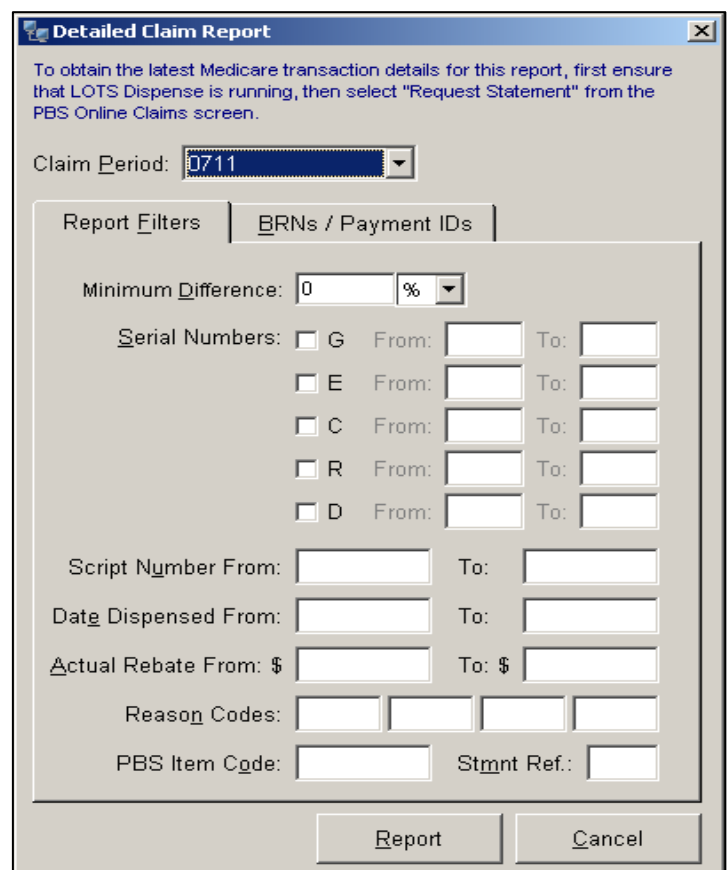 Detailed Claim Report
To obtain the latest Medicare transaction details for this report, first ensure
that LOTS Dispense is running, then select "Request Statement" from the
PBS Online Claims screen.
Claim Period: 0711
Report Filters BRNs / Payment IDs
Minimum Difference: 0 %
Serial Numbers: G From: To:
E From: To:
C From: To:
R From: To:
D From: To:
Script Number From: To:
Date Dispensed From: To:
Actual Rebate From: $ To: $
Reason Codes:
PBS Item Code: Stmnt Ref.:
Report Cancel